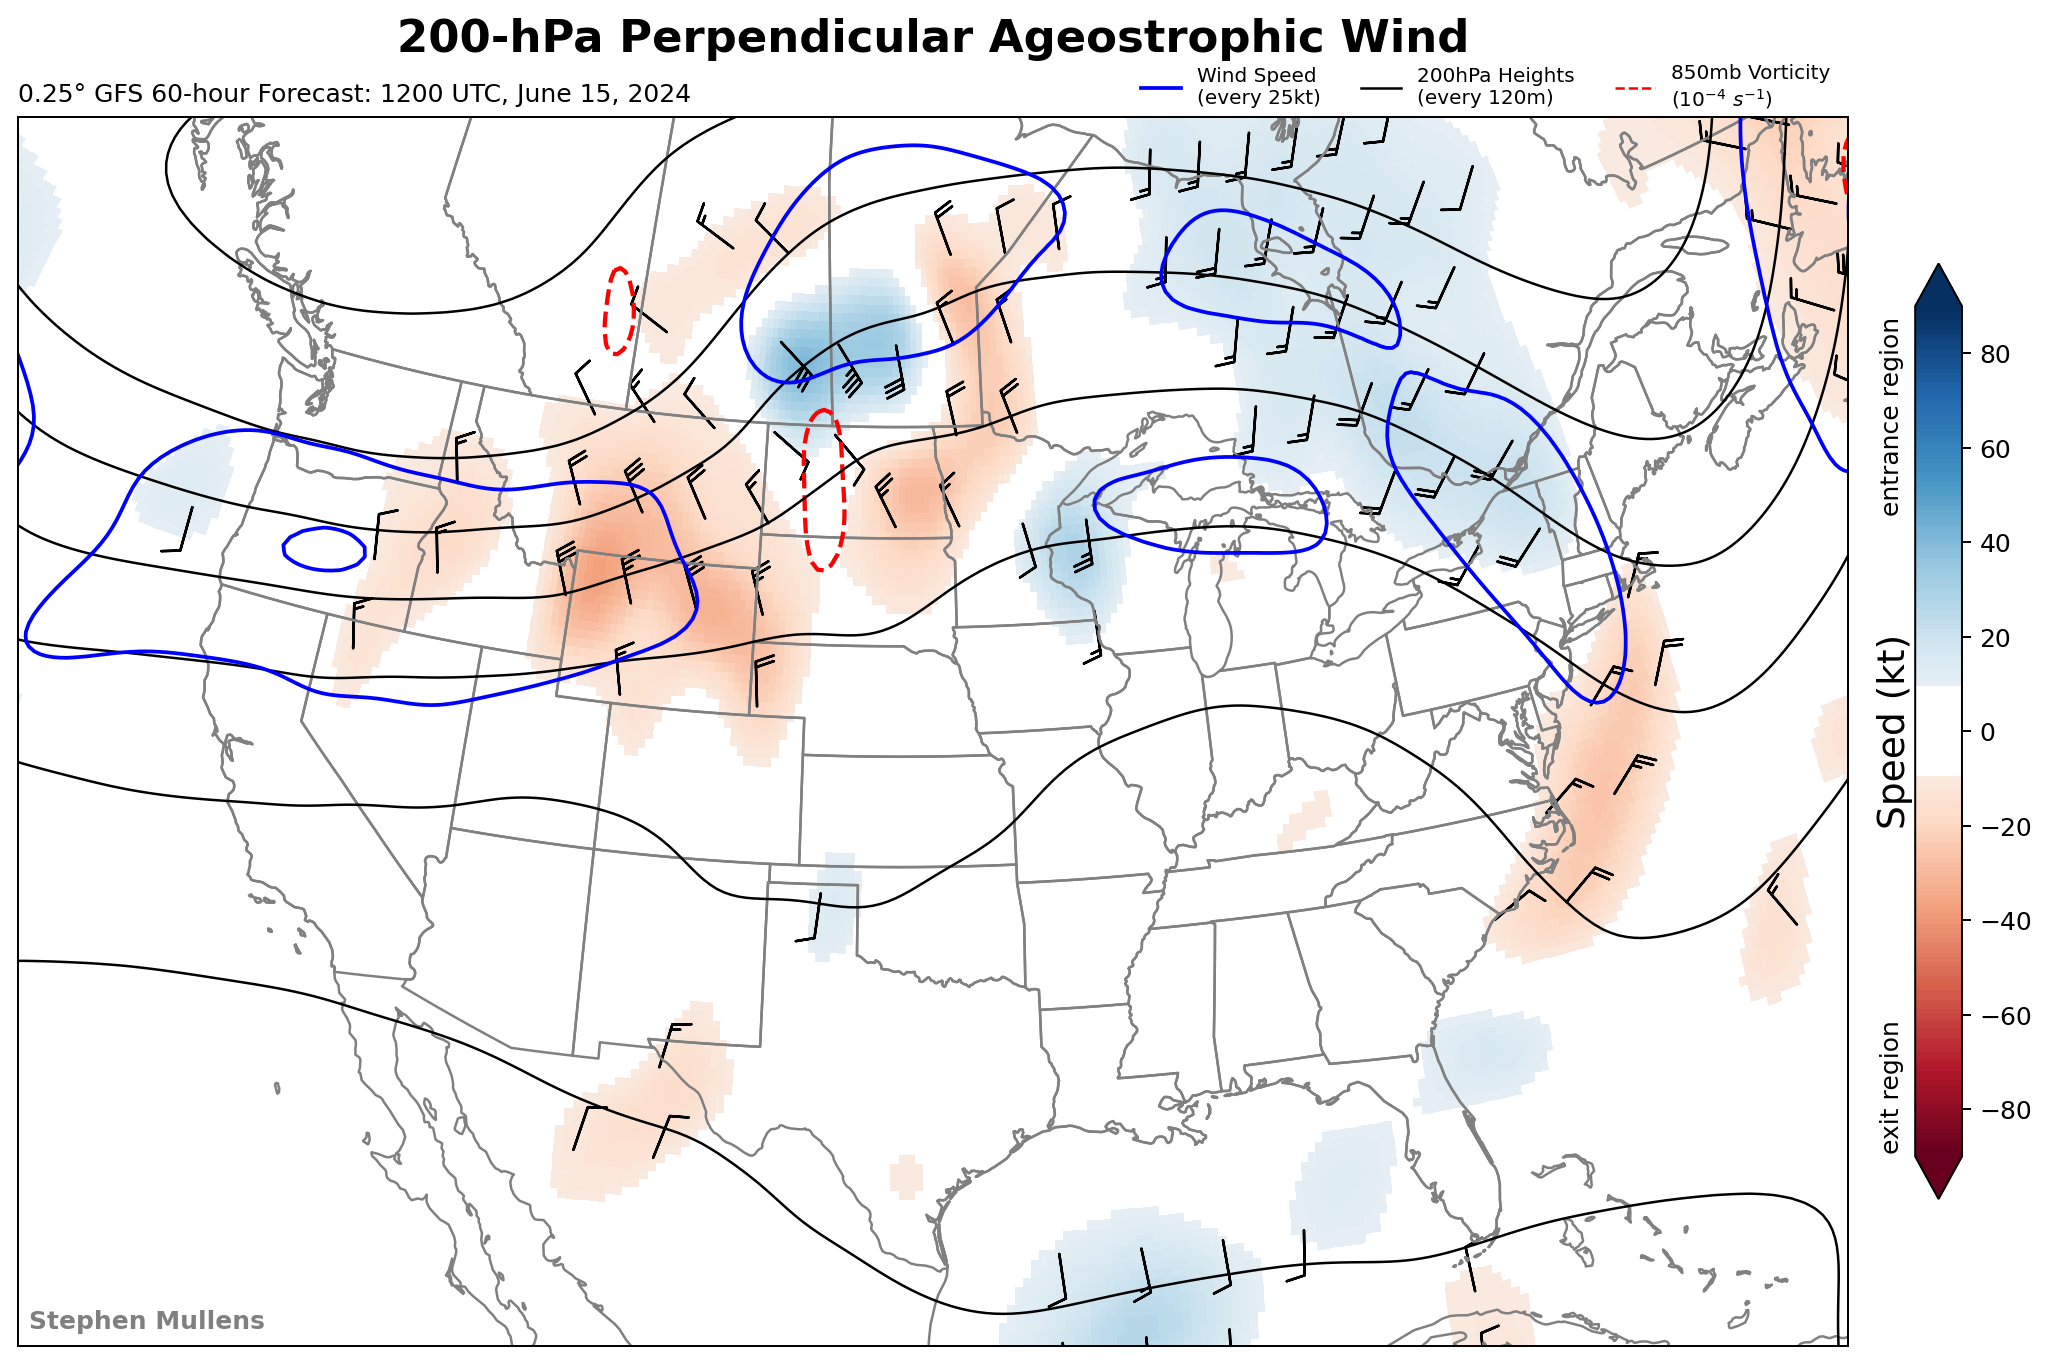 200-hPa Perpendicular Ageostrophic Wind
0.25° GFS 60-hour Forecast: 1200 UTC, June 15, 2024
Wind Speed
(every 25kt)
200hPa Heights
(every 120m)
850mb Vorticity
(10⁻⁴ s⁻¹)
entrance region
Speed (kt)
exit region
80
60
40
20
0
−20
−40
−60
−80
Stephen Mullens